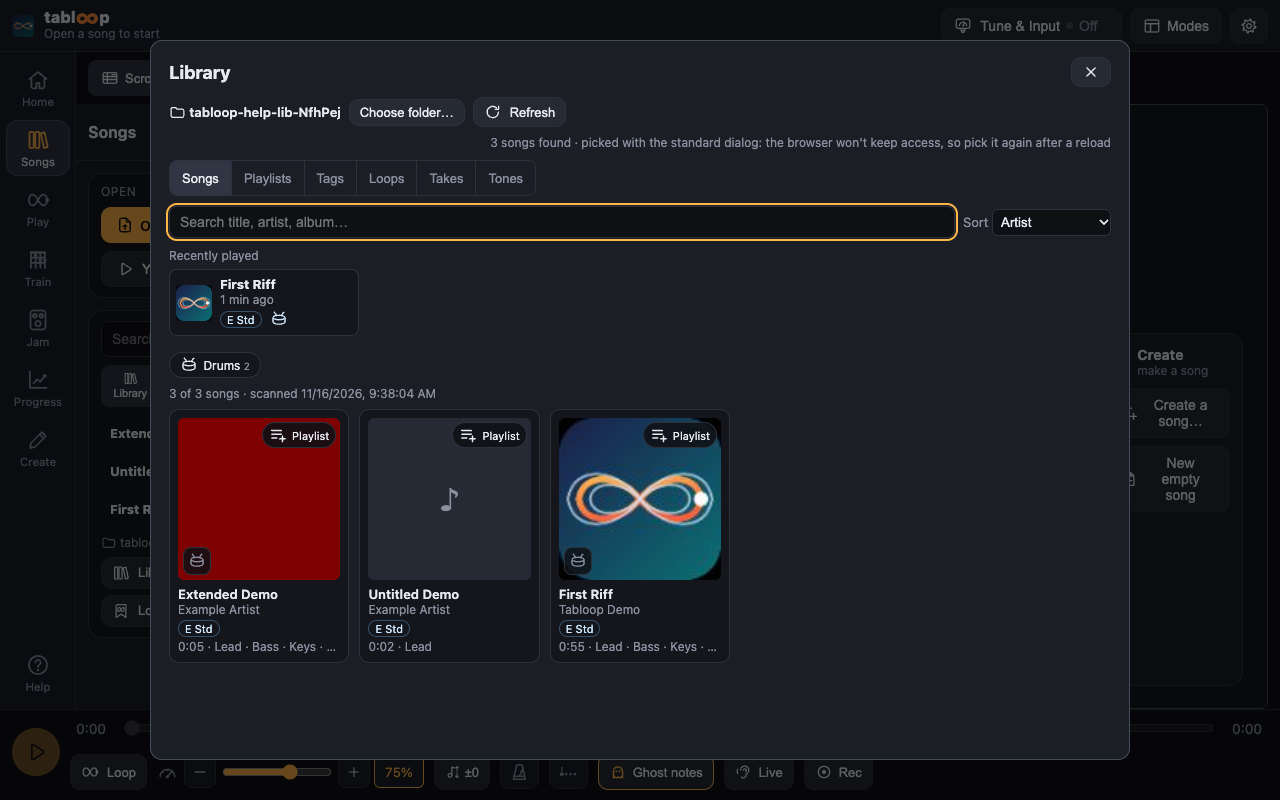 tabloop
Open a song to start
Tune & Input
Off
Modes
Home
Songs
Play
Train
Jam
Progress
Create
Help
Songs
OPEN
Library
tabloop-help-lib-NfhPej
Choose folder…
Refresh
3 songs found · picked with the standard dialog: the browser won't keep access, so pick it again after a reload
Songs
Playlists
Tags
Loops
Takes
Tones
Search title, artist, album…
Sort
Artist
Recently played
First Riff
1 min ago
E Std
Drums 2
3 of 3 songs · scanned 11/16/2026, 9:38:04 AM
Playlist
Extended Demo
Example Artist
E Std
0:05 · Lead · Bass · Keys · …
Playlist
Untitled Demo
Example Artist
E Std
0:02 · Lead
Playlist
First Riff
Tabloop Demo
E Std
0:55 · Lead · Bass · Keys · …
Library
Create
make a song
Create a
song…
New
empty
song
0:00
0:00
Loop
75%
±0
Ghost notes
Live
Rec